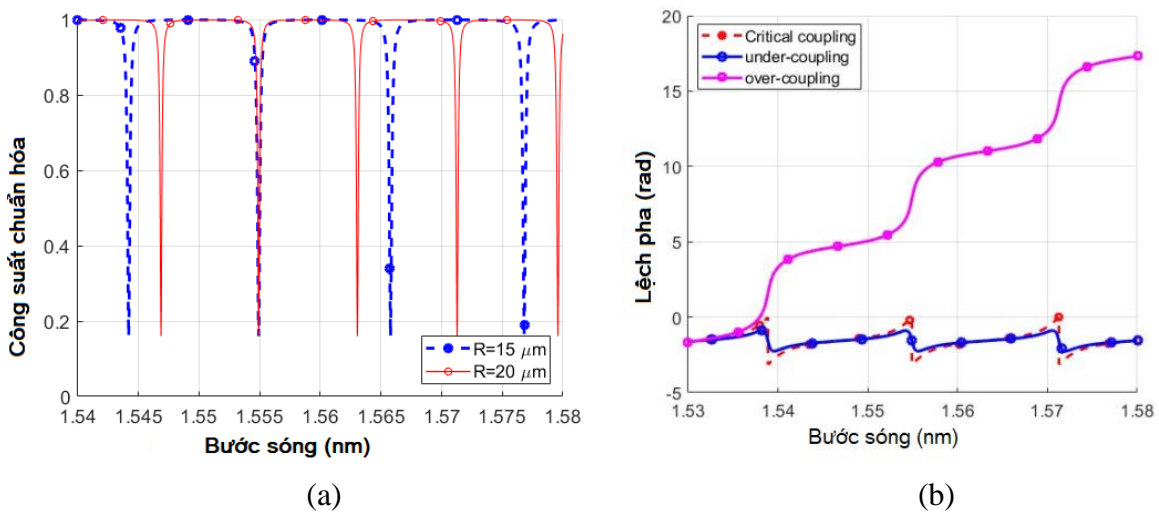 Công suất chuẩn hóa
1
0.8
0.6
0.4
0.2
0
1.54
1.545
1.55
1.555
1.56
1.565
1.57
1.575
1.58
Bước sóng (nm)
R=15 μm
R=20 μm
(a)
Lệch pha (rad)
20
15
10
5
0
-5
1.53
1.54
1.55
1.56
1.57
1.58
Bước sóng (nm)
Critical coupling
under-coupling
over-coupling
(b)